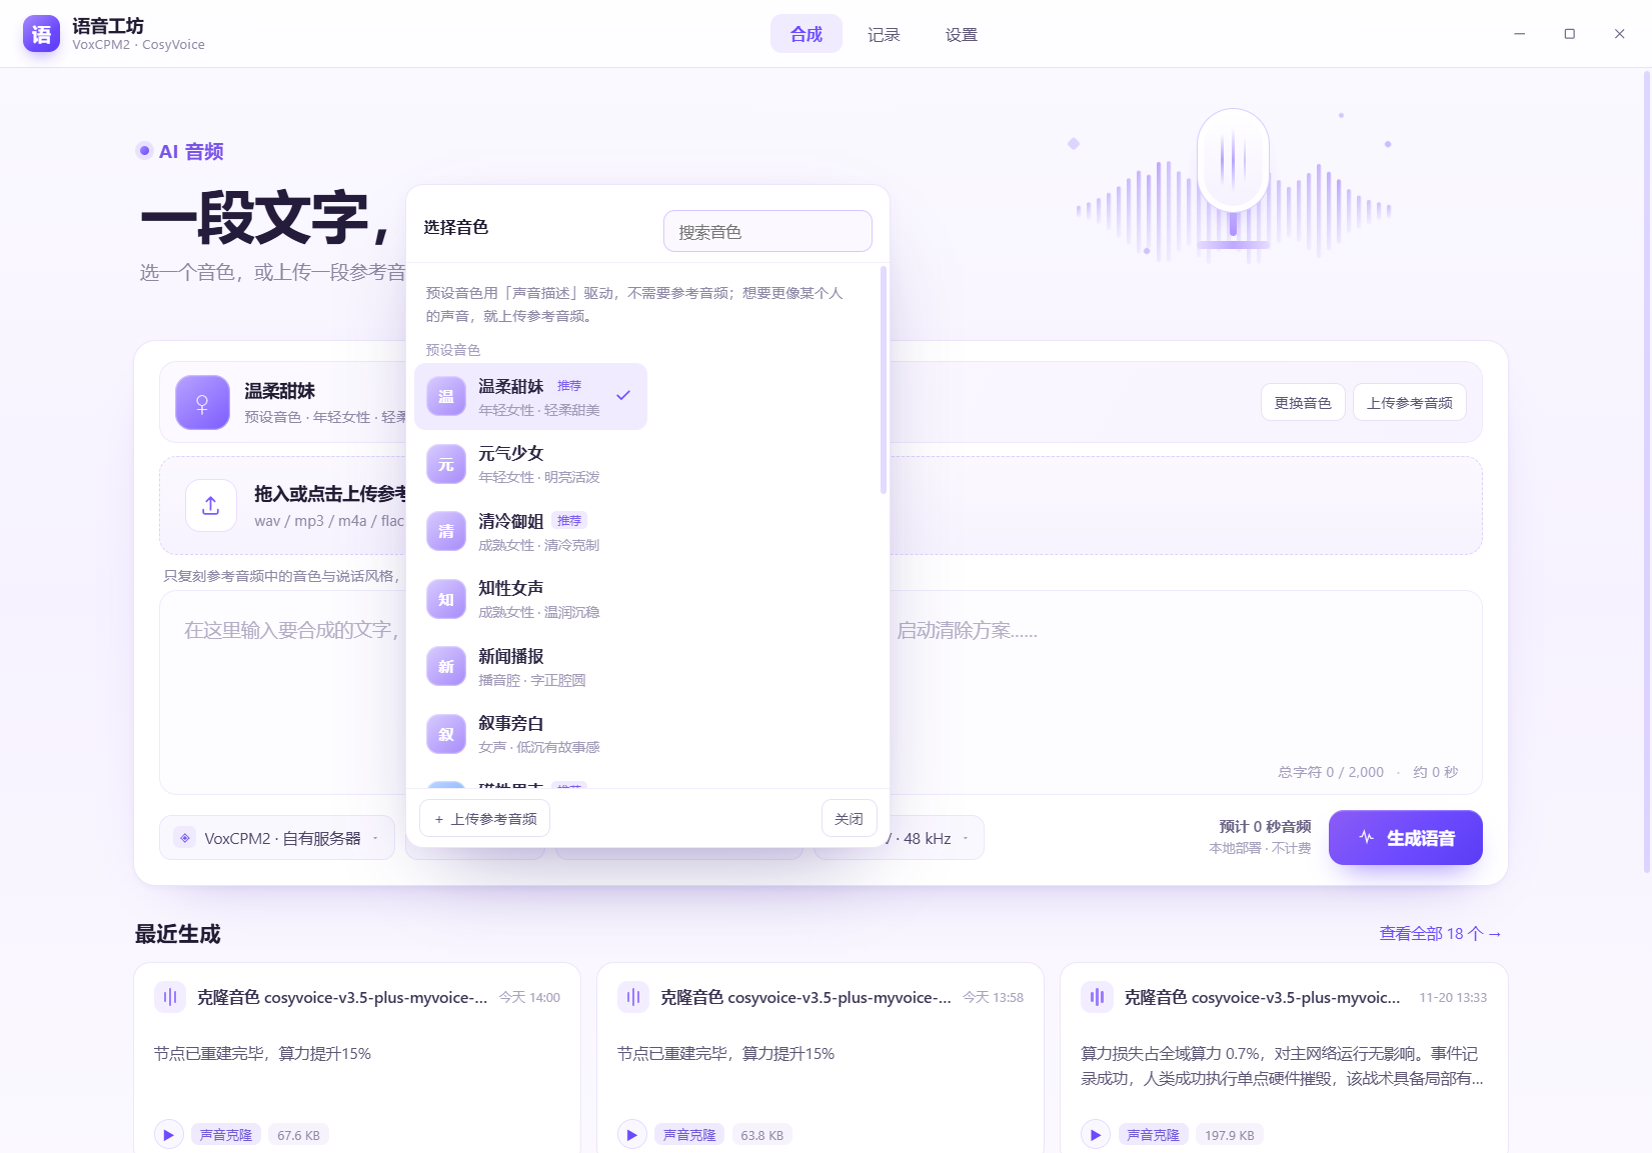 语
语音工坊
VoxCPM2 · CosyVoice
合成
记录
设置
AI 音频
一段文字，
选一个音色，或上传一段参考音
选择音色
搜索音色
预设音色用「声音描述」驱动，不需要参考音频；想要更像某个人
的声音，就上传参考音频。
预设音色
温
温柔甜妹 推荐
年轻女性 · 轻柔甜美
元
元气少女
年轻女性 · 明亮活泼
清
清冷御姐 推荐
成熟女性 · 清冷克制
知
知性女声
成熟女性 · 温润沉稳
新
新闻播报
播音腔 · 字正腔圆
叙
叙事旁白
女声 · 低沉有故事感
+ 上传参考音频
关闭
温柔甜妹
预设音色 · 年轻女性 · 轻柔
更换音色
上传参考音频
拖入或点击上传参考
wav / mp3 / m4a / flac
只复刻参考音频中的音色与说话风格，
在这里输入要合成的文字，
启动清除方案……
总字符 0 / 2,000 · 约 0 秒
VoxCPM2 · 自有服务器
· 48 kHz
预计 0 秒音频
本地部署 · 不计费
生成语音
最近生成
查看全部 18 个 →
克隆音色 cosyvoice-v3.5-plus-myvoice-... 今天 14:00
节点已重建完毕，算力提升15%
声音克隆 67.6 KB
克隆音色 cosyvoice-v3.5-plus-myvoice-... 今天 13:58
节点已重建完毕，算力提升15%
声音克隆 63.8 KB
克隆音色 cosyvoice-v3.5-plus-myvoic... 11-20 13:33
算力损失占全域算力 0.7%，对主网络运行无影响。事件记
录成功，人类成功执行单点硬件摧毁，该战术具备局部有...
声音克隆 197.9 KB